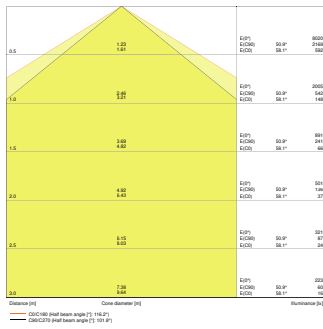 E(0°) 8020
1.23 E(C90) 50.9° 2169
0.5 1.61 E(C0) 58.1° 592
E(0°) 2005
2.46 E(C90) 50.9° 542
1.0 3.21 E(C0) 58.1° 148
E(0°) 891
3.69 E(C90) 50.9° 241
1.5 4.82 E(C0) 58.1° 66
E(0°) 501
4.92 E(C90) 50.9° 136
2.0 6.43 E(C0) 58.1° 37
E(0°) 321
6.15 E(C90) 50.9° 87
2.5 8.03 E(C0) 58.1° 24
E(0°) 223
7.38 E(C90) 50.9° 60
3.0 9.64 E(C0) 58.1° 16
Distance [m] Cone diameter [m] Illuminance [lx]
C0/C180 (Half beam angle [°]: 116.2°)
C90/C270 (Half beam angle [°]: 101.8°)